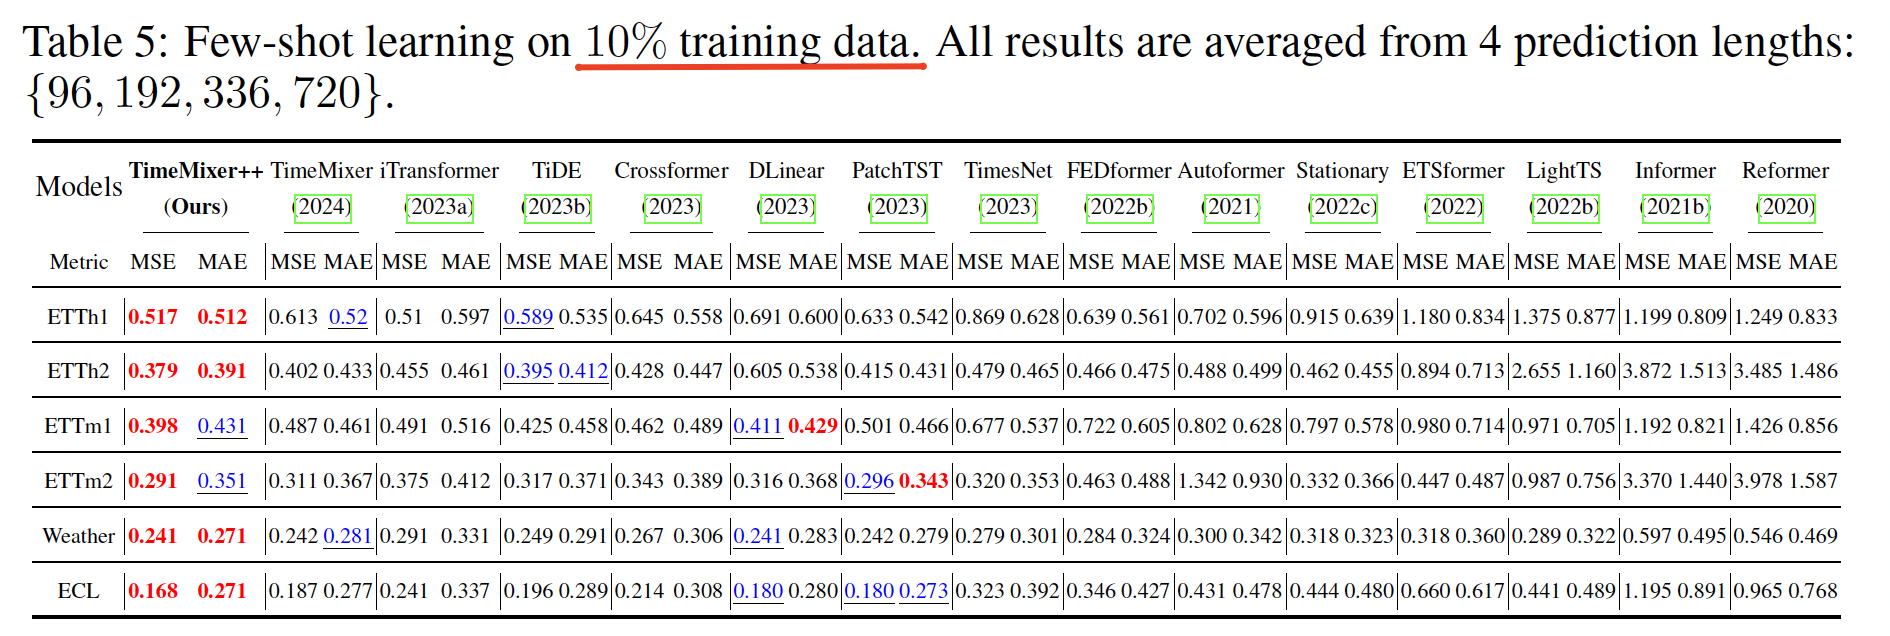 Table 5: Few-shot learning on 10% training data. All results are averaged from 4 prediction lengths:
{96, 192, 336, 720}.
Models TimeMixer++ TimeMixer iTransformer TiDE Crossformer DLinear PatchTST TimesNet FEDformer Autoformer Stationary ETSformer LightTS Informer Reformer
(Ours) (2024) (2023a) (2023b) (2023) (2023) (2023) (2023) (2022b) (2021) (2022c) (2022) (2022b) (2021b) (2020)
Metric MSE MAE MSE MAE MSE MAE MSE MAE MSE MAE MSE MAE MSE MAE MSE MAE MSE MAE MSE MAE MSE MAE MSE MAE MSE MAE MSE MAE MSE MAE
ETTh1 0.517 0.512 0.613 0.52 0.51 0.597 0.589 0.535 0.645 0.558 0.691 0.600 0.633 0.542 0.869 0.628 0.639 0.561 0.702 0.596 0.915 0.639 1.180 0.834 1.375 0.877 1.199 0.809 1.249 0.833
ETTh2 0.379 0.391 0.402 0.433 0.455 0.461 0.395 0.412 0.428 0.447 0.605 0.538 0.415 0.431 0.479 0.465 0.466 0.475 0.488 0.499 0.462 0.455 0.894 0.713 2.655 1.160 3.872 1.513 3.485 1.486
ETTm1 0.398 0.431 0.487 0.461 0.491 0.516 0.425 0.458 0.462 0.489 0.411 0.429 0.501 0.466 0.677 0.537 0.722 0.605 0.802 0.628 0.797 0.578 0.980 0.714 0.971 0.705 1.192 0.821 1.426 0.856
ETTm2 0.291 0.351 0.311 0.367 0.375 0.412 0.317 0.371 0.343 0.389 0.316 0.368 0.296 0.343 0.320 0.353 0.463 0.488 1.342 0.930 0.332 0.366 0.447 0.487 0.987 0.756 3.370 1.440 3.978 1.587
Weather 0.241 0.271 0.242 0.281 0.291 0.331 0.249 0.291 0.267 0.306 0.241 0.283 0.242 0.279 0.279 0.301 0.284 0.324 0.300 0.342 0.318 0.323 0.318 0.360 0.289 0.322 0.597 0.495 0.546 0.469
ECL 0.168 0.271 0.187 0.277 0.241 0.337 0.196 0.289 0.214 0.308 0.180 0.280 0.180 0.273 0.323 0.392 0.346 0.427 0.431 0.478 0.444 0.480 0.660 0.617 0.441 0.489 1.195 0.891 0.965 0.768